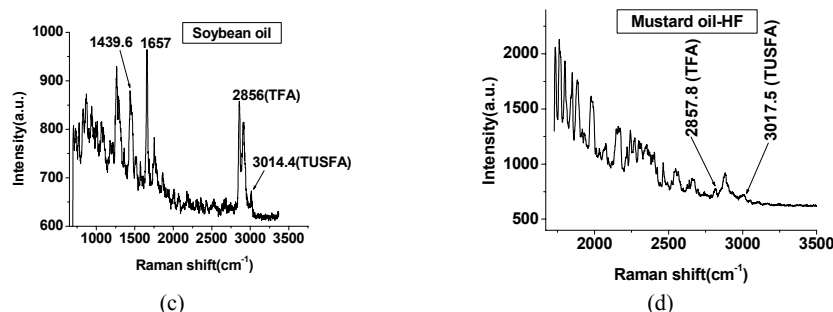 Soybean oil
1439.6 1657
2856(TFA)
3014.4(TUSFA)
Intensity(a.u.)
1000
900
800
700
600
1000 1500 2000 2500 3000 3500
Raman shift(cm⁻¹)
(c)
Mustard oil-HF
2857.8 (TFA)
3017.5 (TUSFA)
Intensity(a.u.)
2000
1500
1000
500
2000 2500 3000 3500
Raman shift(cm⁻¹)
(d)